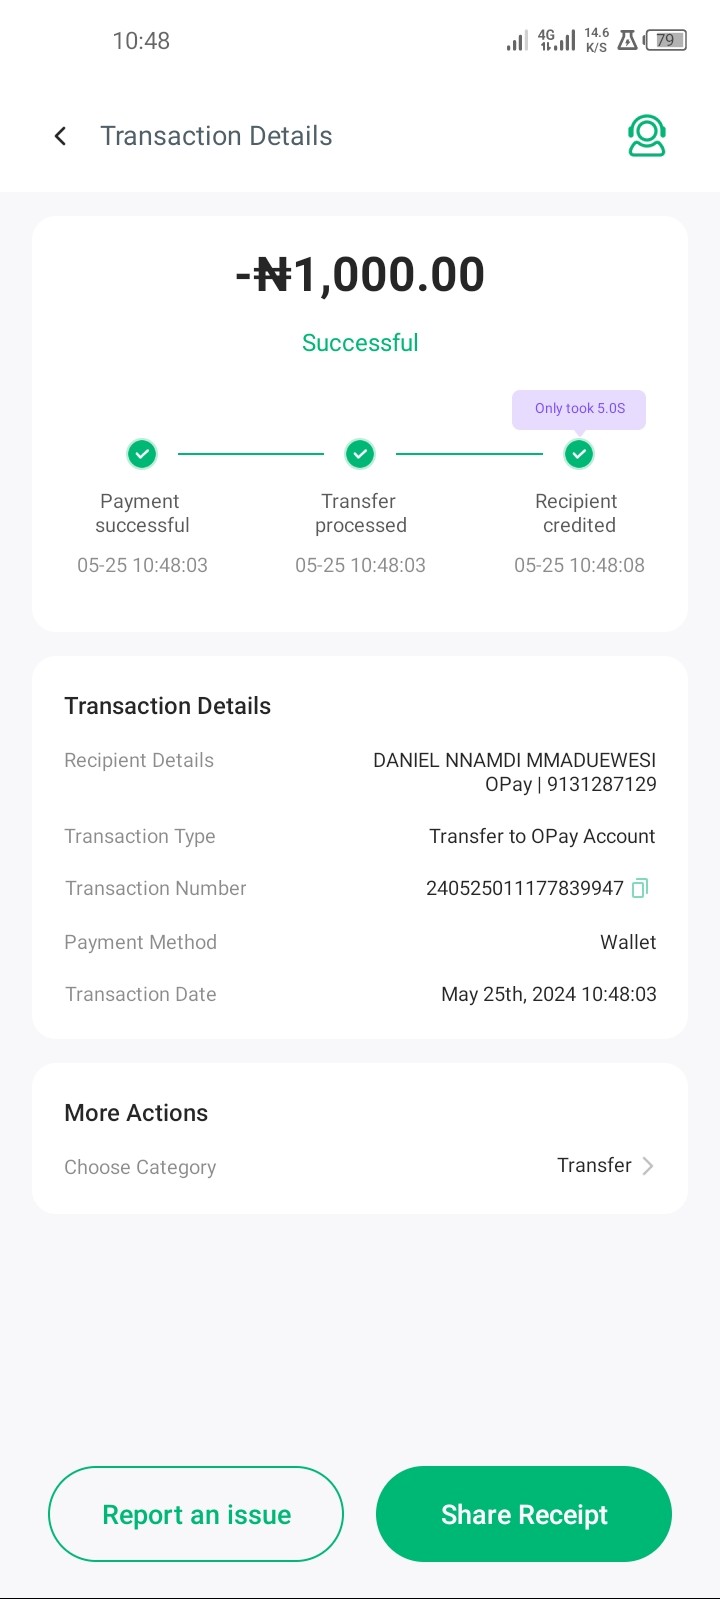 10:48
4G
14.6
K/S
79
Transaction Details
-₦1,000.00
Successful
Only took 5.0S
Payment successful
05-25 10:48:03
Transfer processed
05-25 10:48:03
Recipient credited
05-25 10:48:08
Transaction Details
Recipient Details
DANIEL NNAMDI MMADUEWESI
OPay | 9131287129
Transaction Type
Transfer to OPay Account
Transaction Number
240525011177839947
Payment Method
Wallet
Transaction Date
May 25th, 2024 10:48:03
More Actions
Choose Category
Transfer
Report an issue
Share Receipt